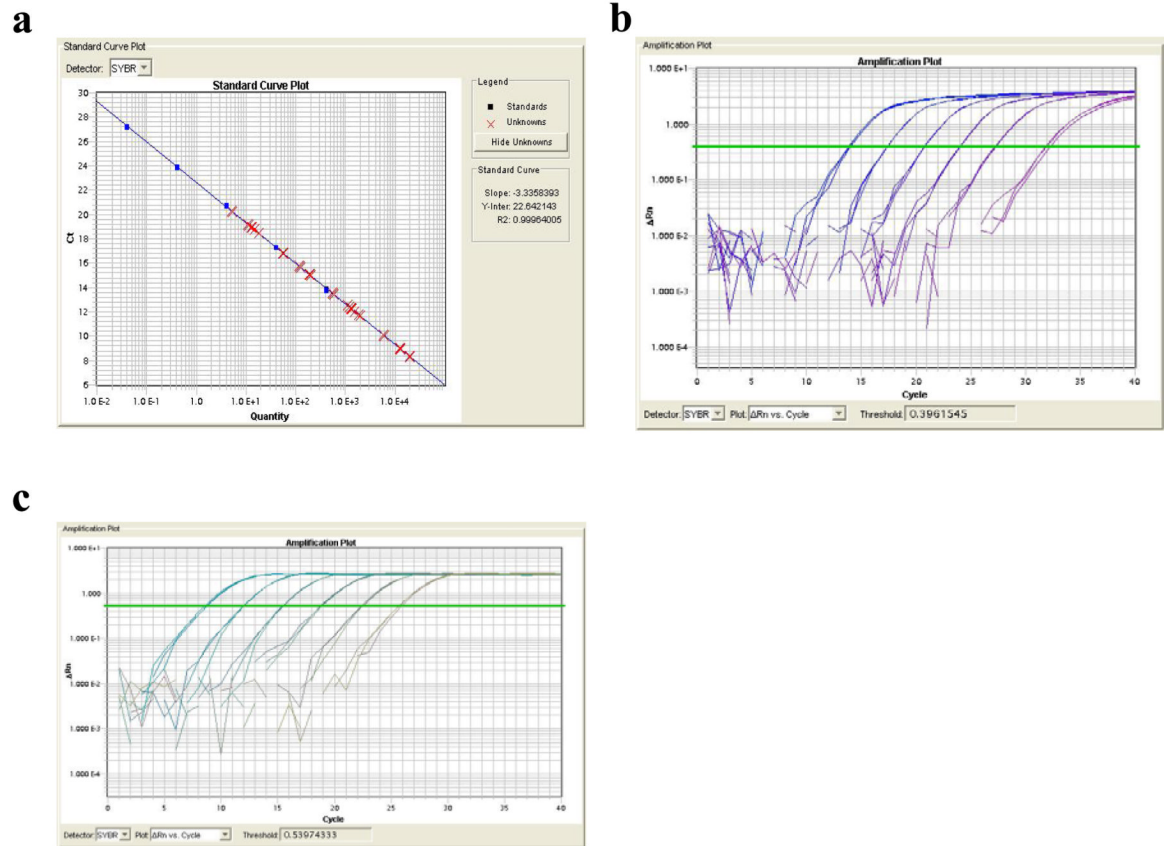 a
Standard Curve Plot
Detector: SYBR
Standard Curve Plot
30
28
26
24
22
20
18
16
14
12
10
8
6
Ct
1.0 E-2 1.0 E-1 1.0 1.0 E+1 1.0 E+2 1.0 E+3 1.0 E+4
Quantity
Legend
Standards
Unknowns
Hide Unknowns
Standard Curve
Slope: -3.3358393
Y-Inter: 22.642143
R2: 0.99964005
b
Amplification Plot
Amplification Plot
1.000 E+1
1.000
1.000 E-1
1.000 E-2
1.000 E-3
1.000 E-4
ΔRn
0 5 10 15 20 25 30 35 40
Cycle
Detector: SYBR Plot: ΔRn vs. Cycle Threshold: 0.3961545
c
Amplification Plot
Amplification Plot
1.000 E+1
1.000
1.000 E-1
1.000 E-2
1.000 E-3
1.000 E-4
ΔRn
0 5 10 15 20 25 30 35 40
Cycle
Detector: SYBR Plot: ΔRn vs. Cycle Threshold: 0.53974333